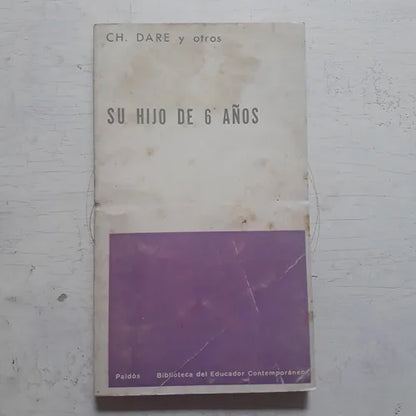 CH. DARE y otros
SU HIJO DE 6 AÑOS
Paidós Biblioteca del Educador Contemporáneo